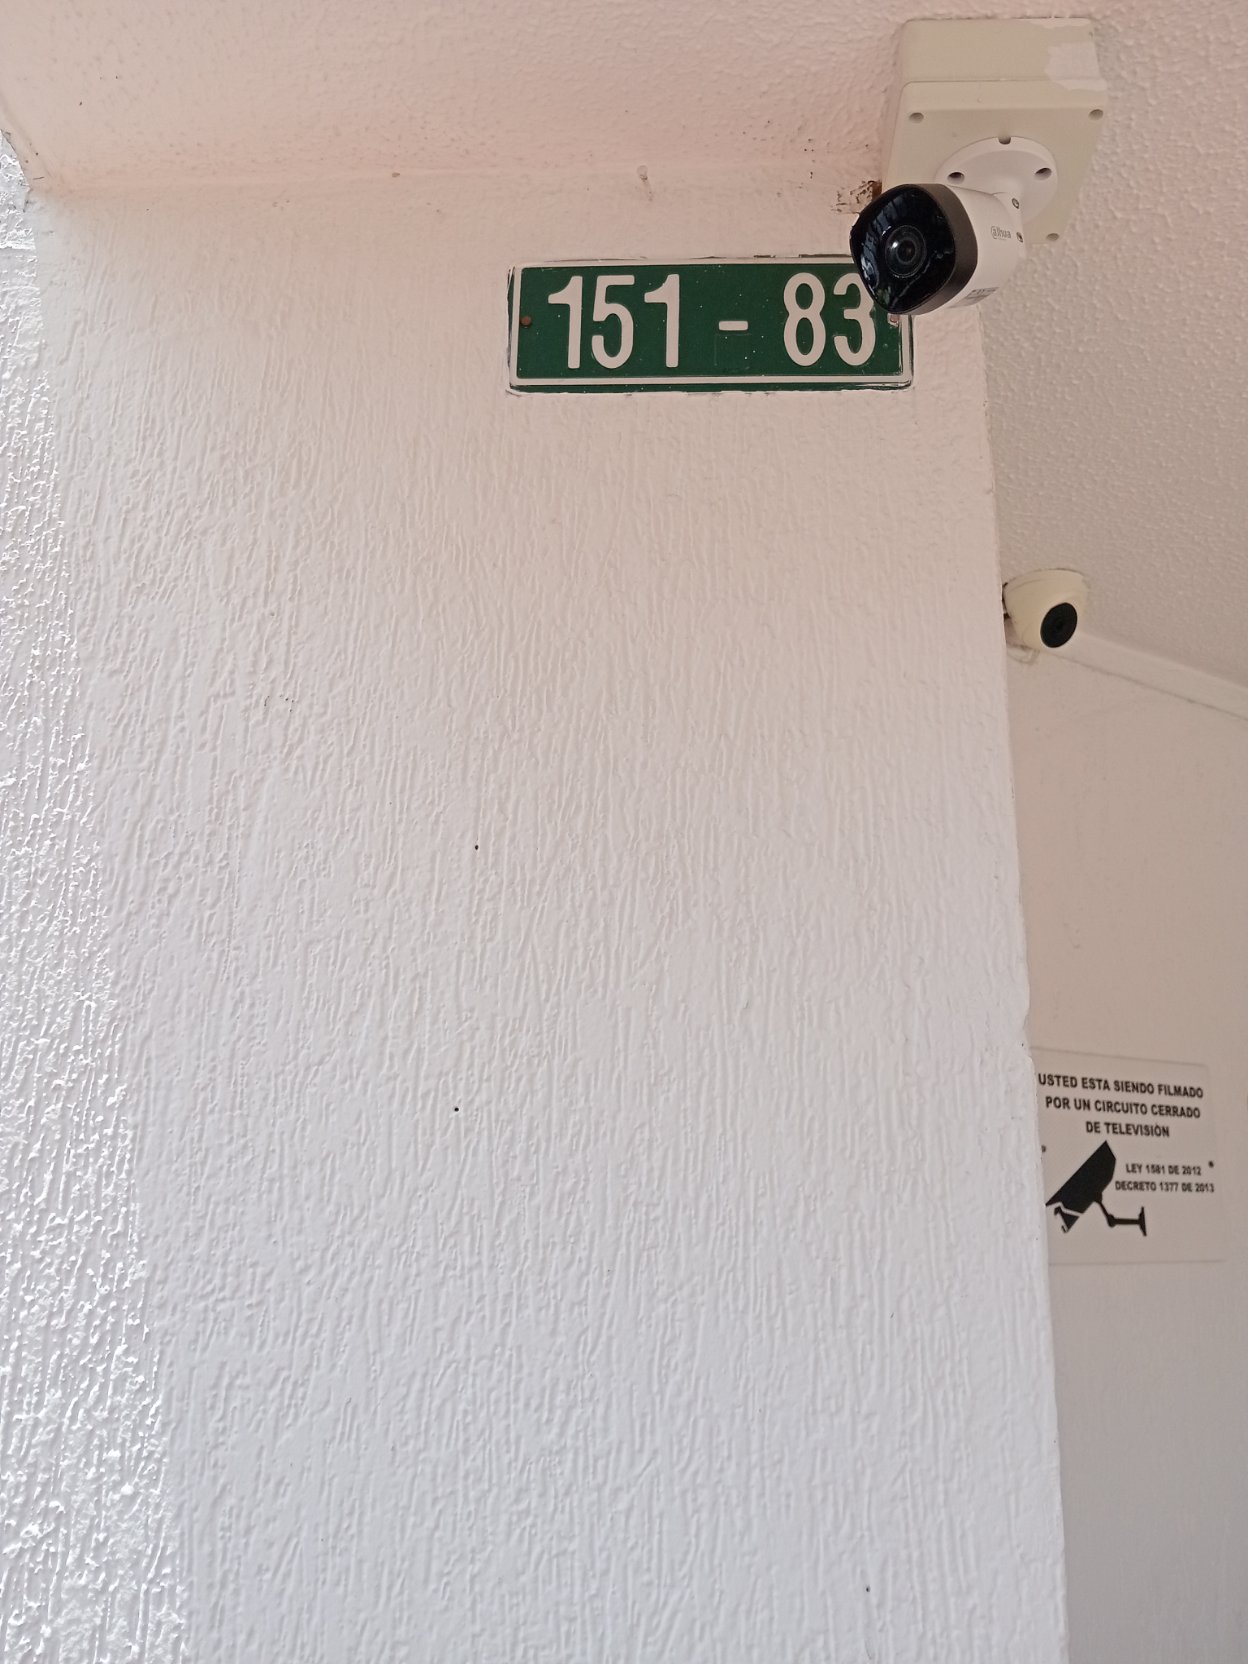 151 - 83
alhua
USTED ESTA SIENDO FILMADO
POR UN CIRCUITO CERRADO
DE TELEVISIÓN
LEY 1581 DE 2012
DECRETO 1377 DE 2013